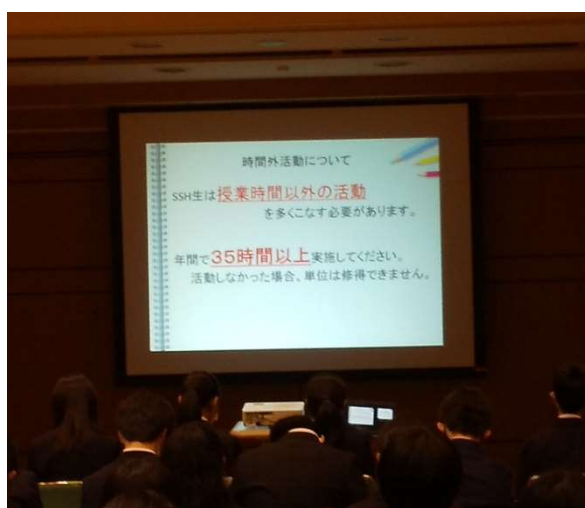 時間外活動について
SSH生は授業時間以外の活動
を多くこなす必要があります。
年間で35時間以上実施してください。
活動しなかった場合、単位は修得できません。